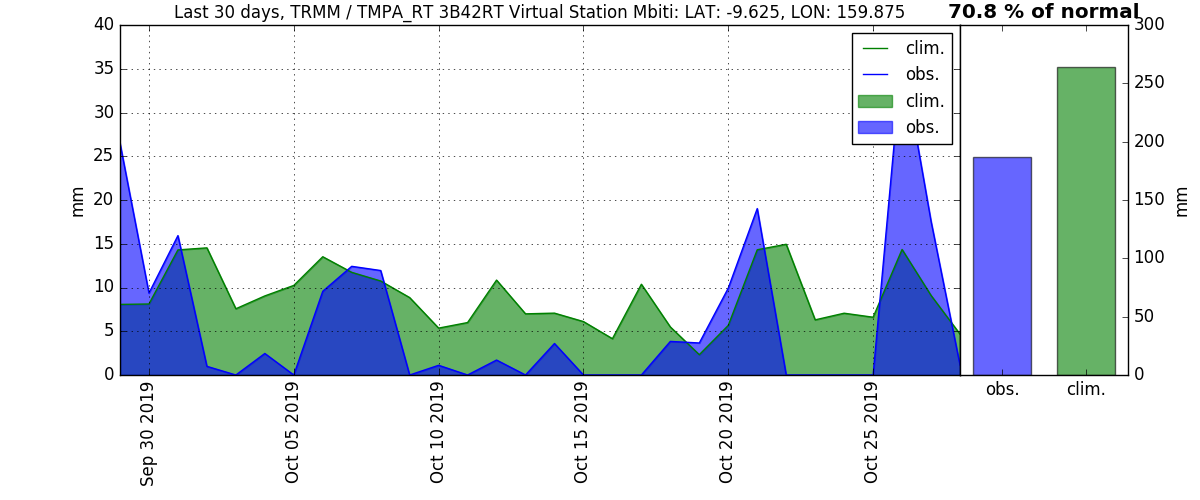 Last 30 days, TRMM / TMPA_RT 3B42RT Virtual Station Mbiti: LAT: -9.625, LON: 159.875
70.8 % of normal
40
35
30
25
20
15
10
5
0
mm
clim.
obs.
clim.
obs.
300
250
200
150
100
50
0
mm
Sep 30 2019
Oct 05 2019
Oct 10 2019
Oct 15 2019
Oct 20 2019
Oct 25 2019
obs.
clim.